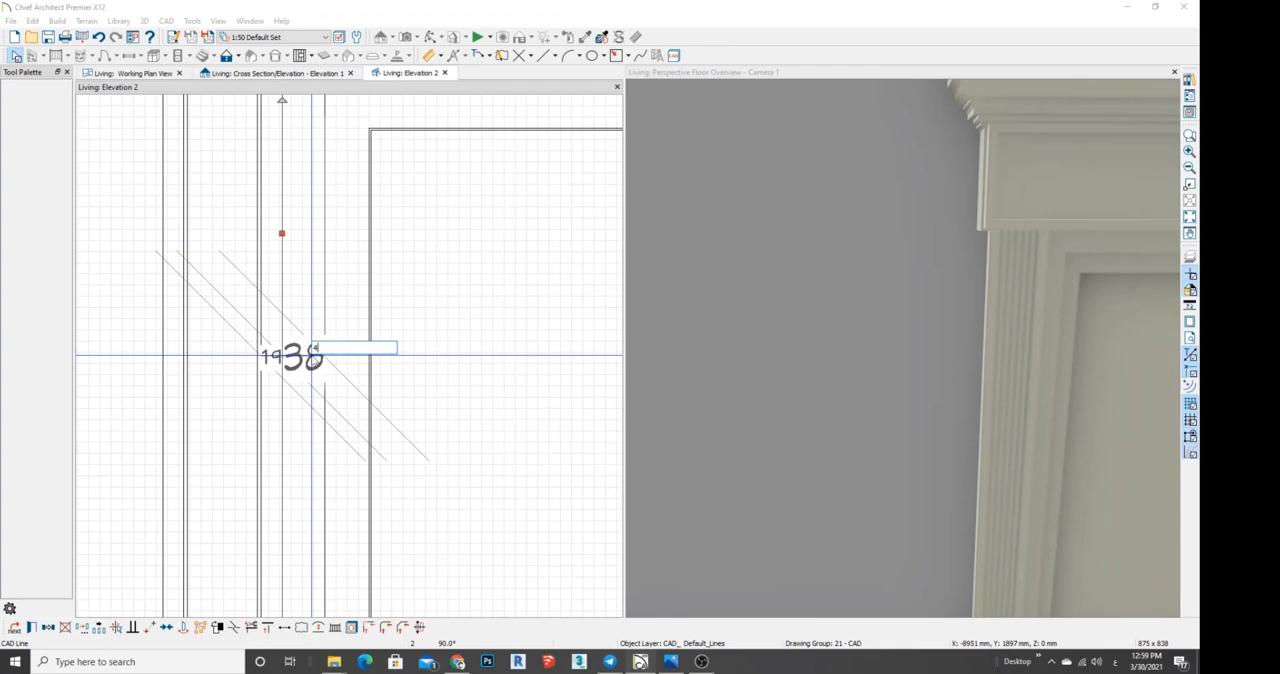 Chief Architect Premier X12
File Edit Build Terrain Library 3D CAD Tools View Window Help
1:50 Default Set
Tool Palette
Living: Working Plan View
Living: Cross Section/Elevation - Elevation 1
Living: Elevation 2
Living: Perspective Floor Overview - Camera 1
Living: Elevation 2
1938
4
next
CAD Line
2
90.0°
Object Layer: CAD_ Default_Lines
Drawing Group: 21 - CAD
X: -8951 mm, Y: 1897 mm, Z: 0 mm
875 x 838
Type here to search
Desktop
ع
12:59 PM
3/30/2021
17